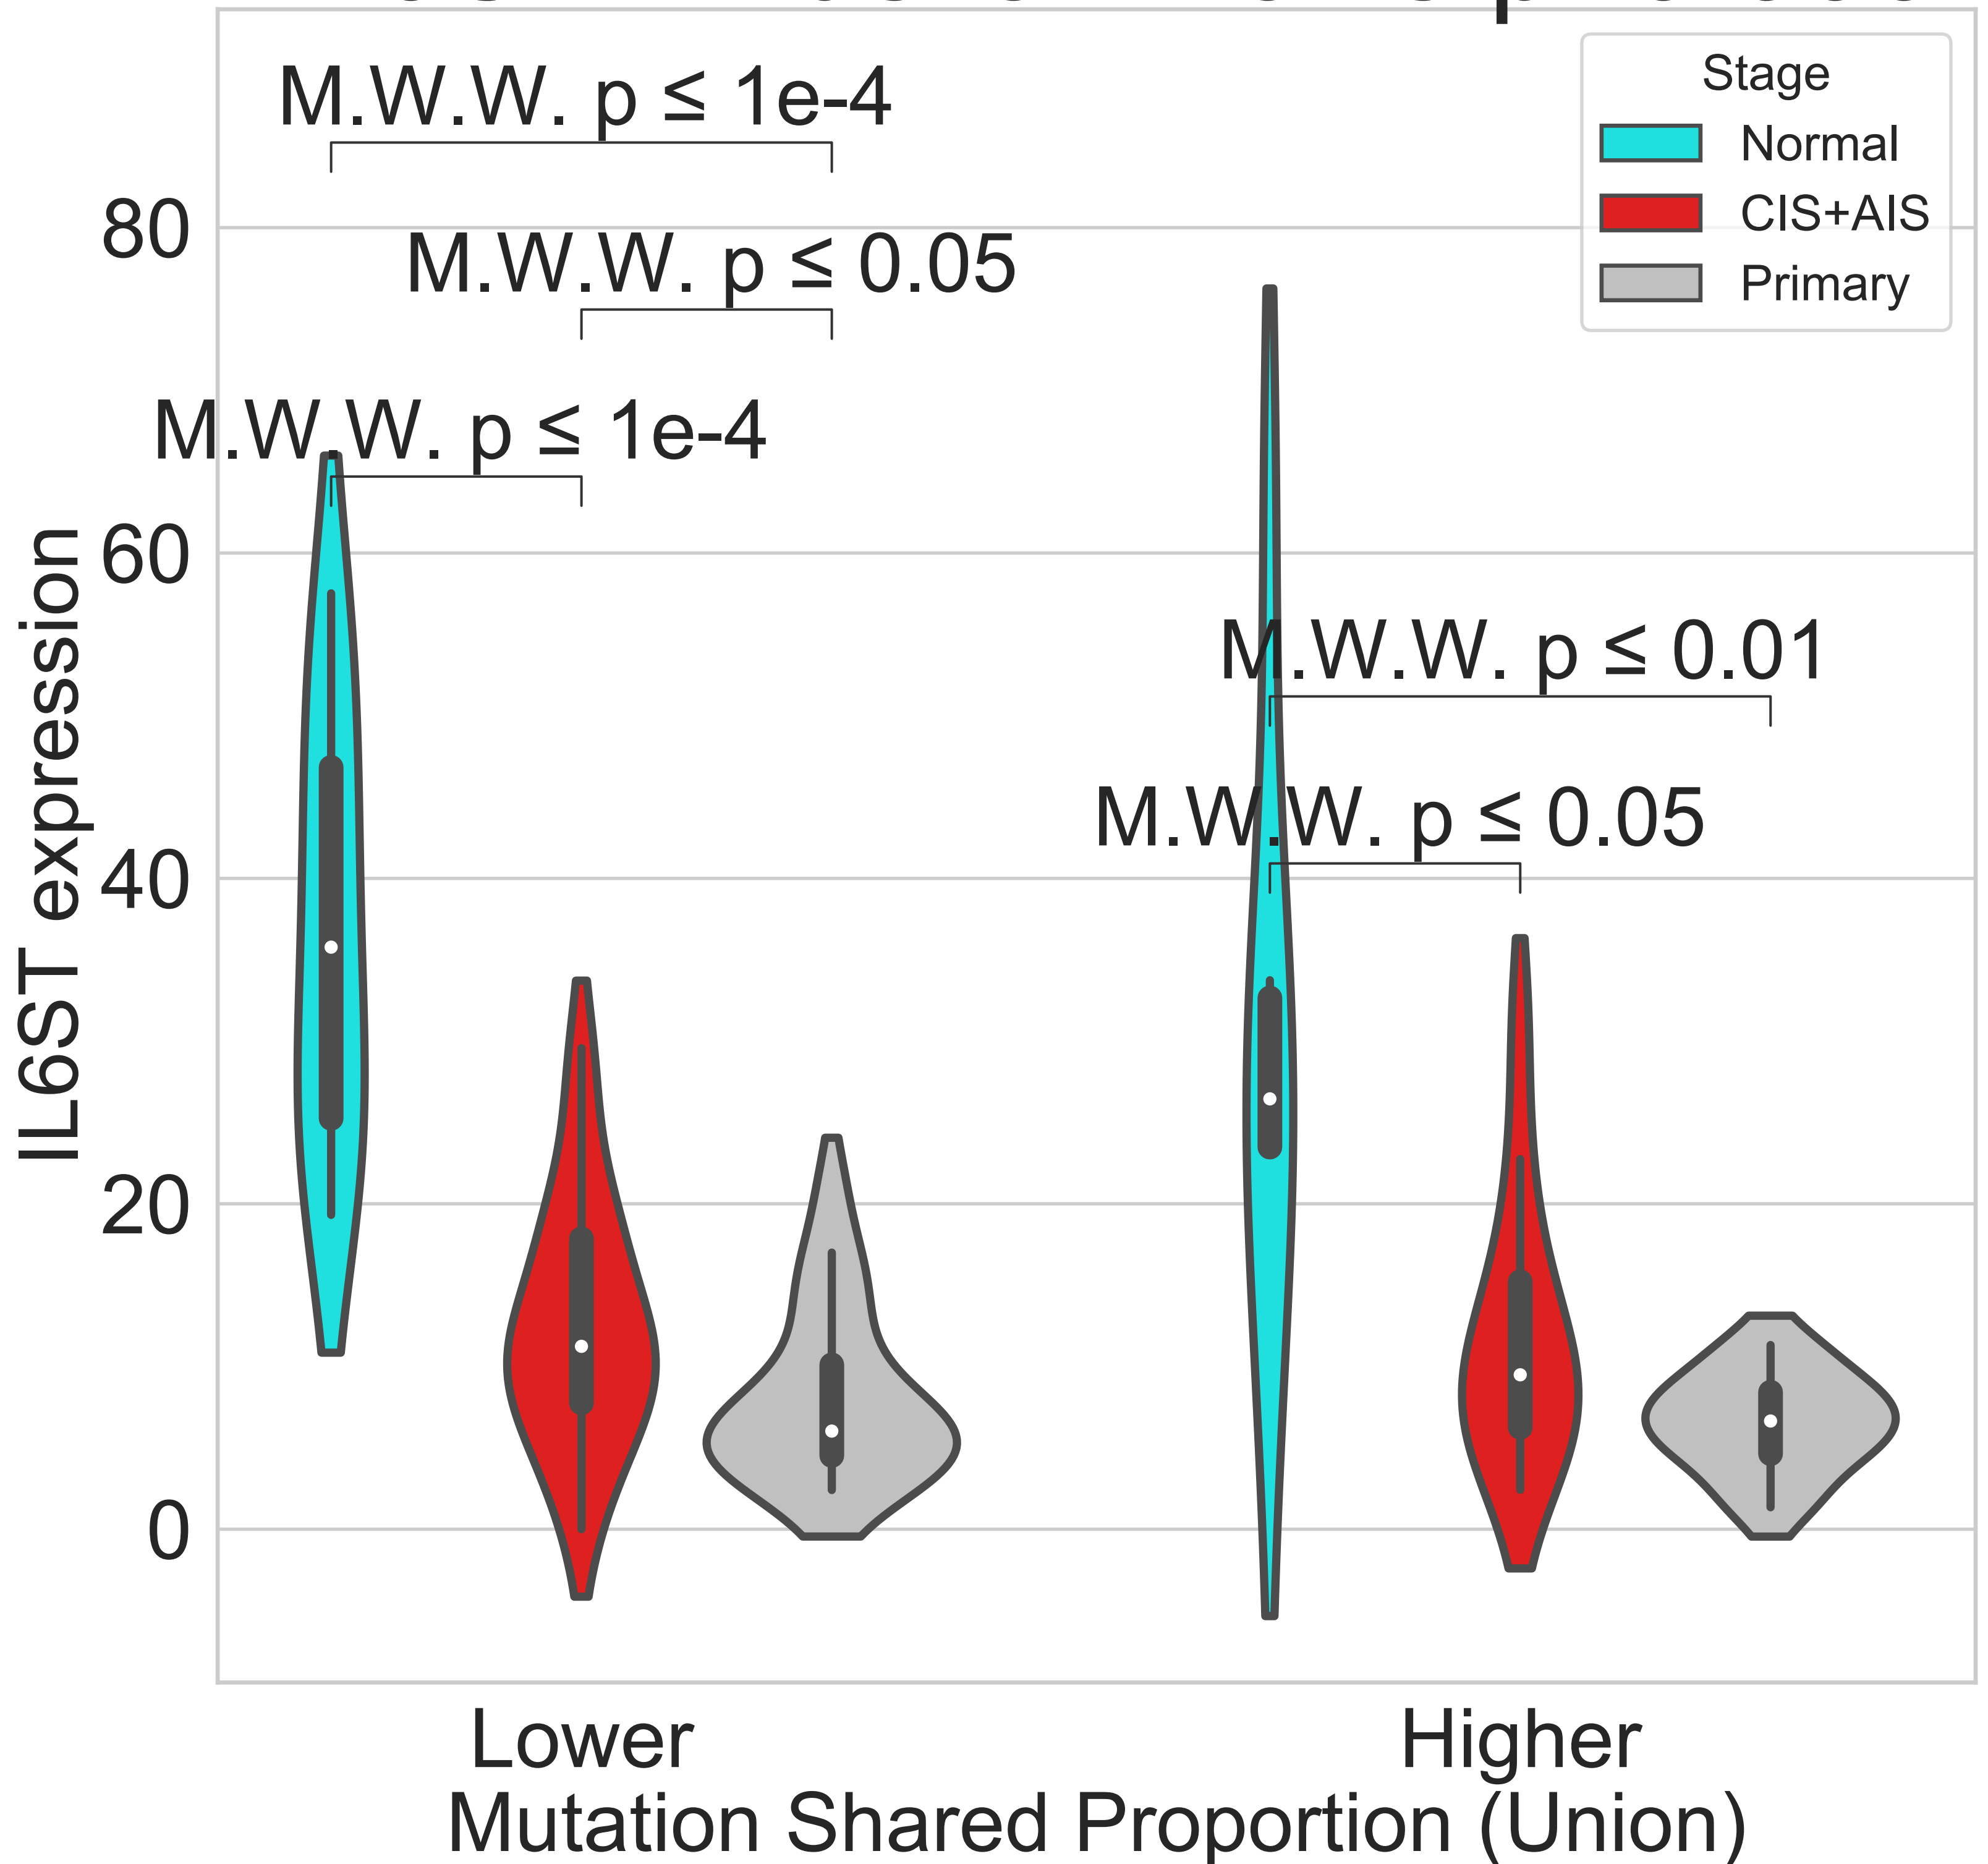 M.W.W. p ≤ 1e-4
M.W.W. p ≤ 0.05
M.W.W. p ≤ 1e-4
M.W.W. p ≤ 0.01
M.W.W. p ≤ 0.05
Stage
Normal
CIS+AIS
Primary
80
60
40
20
0
IL6ST expression
Lower
Higher
Mutation Shared Proportion (Union)